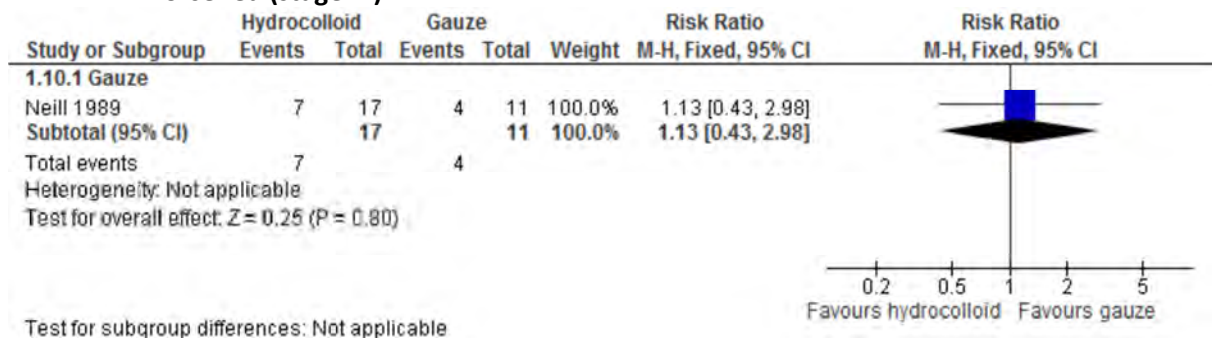 Hydrocolloid Gauze Risk Ratio Risk Ratio
Study or Subgroup Events Total Events Total Weight M-H, Fixed, 95% CI M-H, Fixed, 95% CI
1.10.1 Gauze
Neill 1989 7 17 4 11 100.0% 1.13 [0.43, 2.98]
Subtotal (95% CI) 17 11 100.0% 1.13 [0.43, 2.98]
Total events 7 4
Heterogeneity: Not applicable
Test for overall effect: Z = 0.25 (P = 0.80)
0.2 0.5 1 2 5
Favours hydrocolloid Favours gauze
Test for subgroup differences: Not applicable